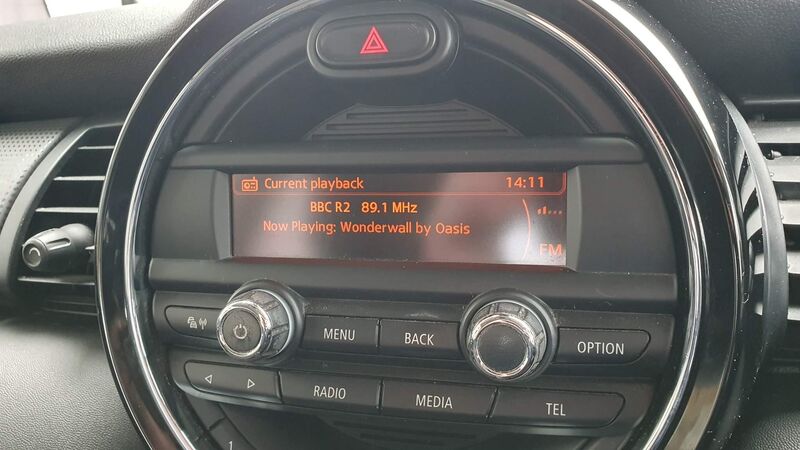 Current playback 14:11
BBC R2 89.1 MHz
Now Playing: Wonderwall by Oasis
FM
MENU BACK OPTION
RADIO MEDIA TEL
1